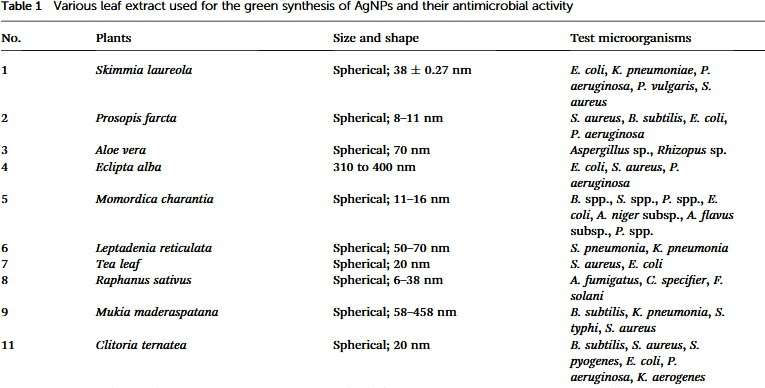 Table 1 Various leaf extract used for the green synthesis of AgNPs and their antimicrobial activity
No. Plants Size and shape Test microorganisms
1 Skimmia laureola Spherical; 38 ± 0.27 nm E. coli, K. pneumoniae, P.
aeruginosa, P. vulgaris, S.
aureus
2 Prosopis farcta Spherical; 8–11 nm S. aureus, B. subtilis, E. coli,
P. aeruginosa
3 Aloe vera Spherical; 70 nm Aspergillus sp., Rhizopus sp.
4 Eclipta alba 310 to 400 nm E. coli, S. aureus, P.
aeruginosa
5 Momordica charantia Spherical; 11–16 nm B. spp., S. spp., P. spp., E.
coli, A. niger subsp., A. flavus
subsp., P. spp.
6 Leptadenia reticulata Spherical; 50–70 nm S. pneumonia, K. pneumonia
7 Tea leaf Spherical; 20 nm S. aureus, E. coli
8 Raphanus sativus Spherical; 6–38 nm A. fumigatus, C. specifier, F.
solani
9 Mukia maderaspatana Spherical; 58–458 nm B. subtilis, K. pneumonia, S.
typhi, S. aureus
11 Clitoria ternatea Spherical; 20 nm B. subtilis, S. aureus, S.
pyogenes, E. coli, P.
aeruginosa, K. aerogenes